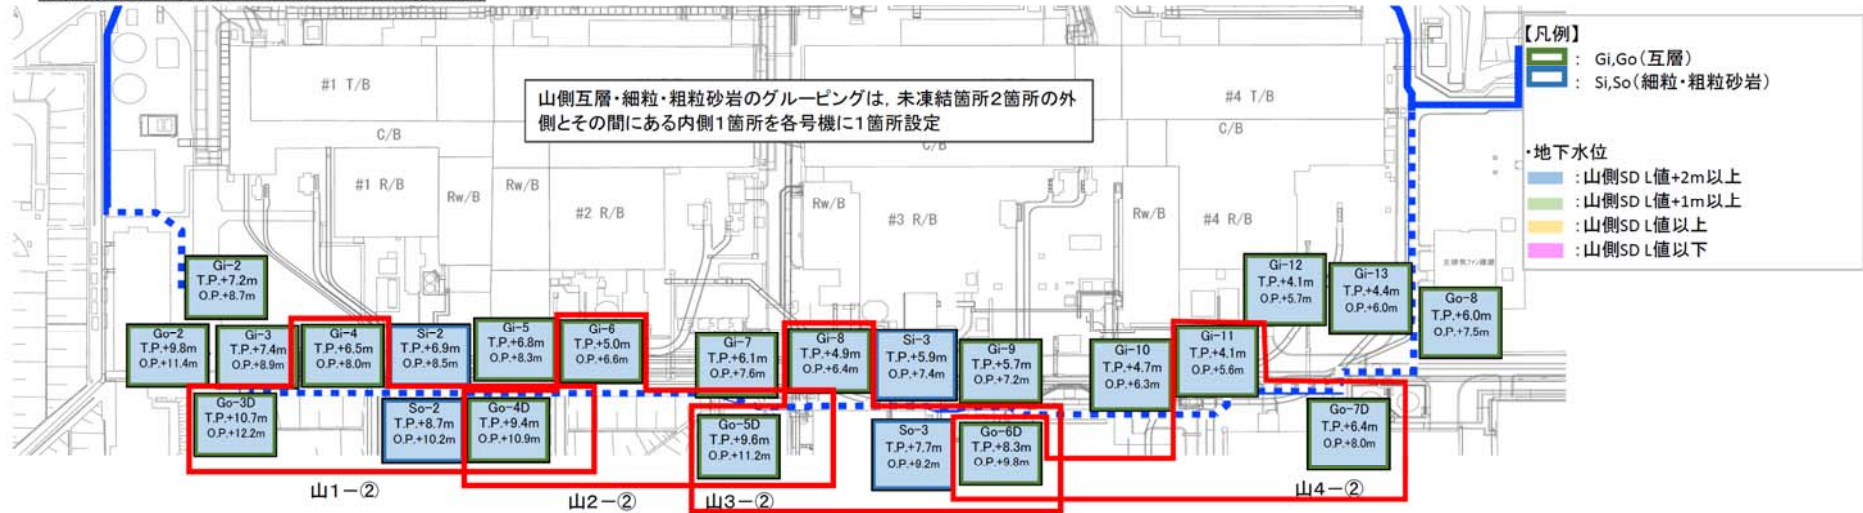 #1 T/B
山側互層・細粒・粗粒砂岩のグルーピングは，未凍結箇所2箇所の外
側とその間にある内側1箇所を各号機に1箇所設定
#4 T/B
C/B
C/B
C/B
#1 R/B
Rw/B
Rw/B
#2 R/B
Rw/B
#3 R/B
Rw/B
#4 R/B
【凡例】
： Gi,Go（互層）
： Si,So（細粒・粗粒砂岩）
・地下水位
：山側SD L値+2m以上
：山側SD L値+1m以上
：山側SD L値以上
：山側SD L値以下
Gi-2
T.P.+7.2m
O.P.+8.7m
Gi-12
T.P.+4.1m
O.P.+5.7m
Gi-13
T.P.+4.4m
O.P.+6.0m
Go-8
T.P.+6.0m
O.P.+7.5m
Go-2
T.P.+9.8m
O.P.+11.4m
Gi-3
T.P.+7.4m
O.P.+8.9m
Gi-4
T.P.+6.5m
O.P.+8.0m
Si-2
T.P.+6.9m
O.P.+8.5m
Gi-5
T.P.+6.8m
O.P.+8.3m
Gi-6
T.P.+5.0m
O.P.+6.6m
Gi-7
T.P.+6.1m
O.P.+7.6m
Gi-8
T.P.+4.9m
O.P.+6.4m
Si-3
T.P.+5.9m
O.P.+7.4m
Gi-9
T.P.+5.7m
O.P.+7.2m
Gi-10
T.P.+4.7m
O.P.+6.3m
Gi-11
T.P.+4.1m
O.P.+5.6m
Go-3D
T.P.+10.7m
O.P.+12.2m
So-2
T.P.+8.7m
O.P.+10.2m
Go-4D
T.P.+9.4m
O.P.+10.9m
Go-5D
T.P.+9.6m
O.P.+11.2m
So-3
T.P.+7.7m
O.P.+9.2m
Go-6D
T.P.+8.3m
O.P.+9.8m
Go-7D
T.P.+6.4m
O.P.+8.0m
山1－②
山2－②
山3－②
山4－②